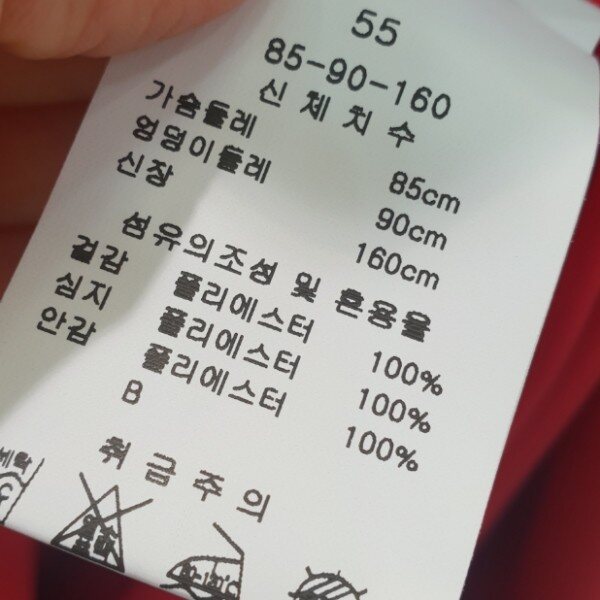 55
85-90-160
신체치수
가슴둘레 85cm
엉덩이둘레 90cm
신장 160cm
섬유의조성 및 혼용율
겉감 폴리에스터 100%
심지 폴리에스터 100%
안감 폴리에스터 100%
B
취급주의